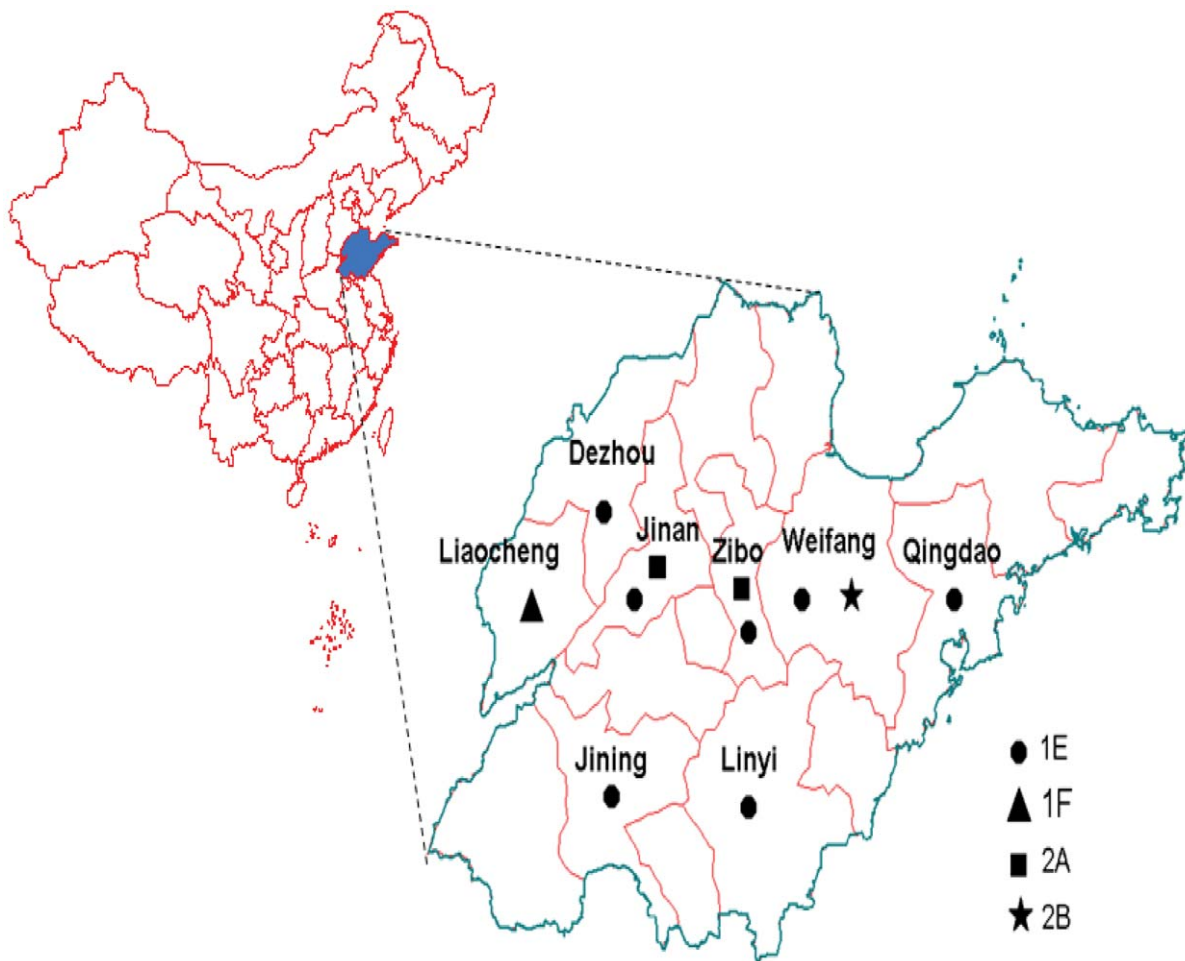 Dezhou
Liaocheng
Jinan
Zibo
Weifang
Qingdao
Jining
Linyi
1E
1F
2A
2B